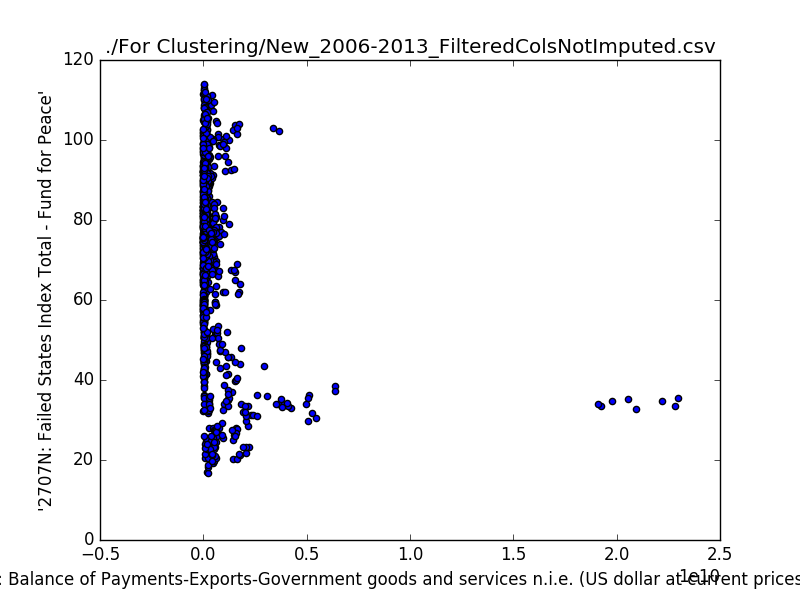 ./For Clustering/New_2006-2013_FilteredColsNotImputed.csv
'2707N: Failed States Index Total - Fund for Peace'
120
100
80
60
40
20
0
−0.5 0.0 0.5 1.0 1.5 2.0 2.5
1e10
: Balance of Payments-Exports-Government goods and services n.i.e. (US dollar at current prices